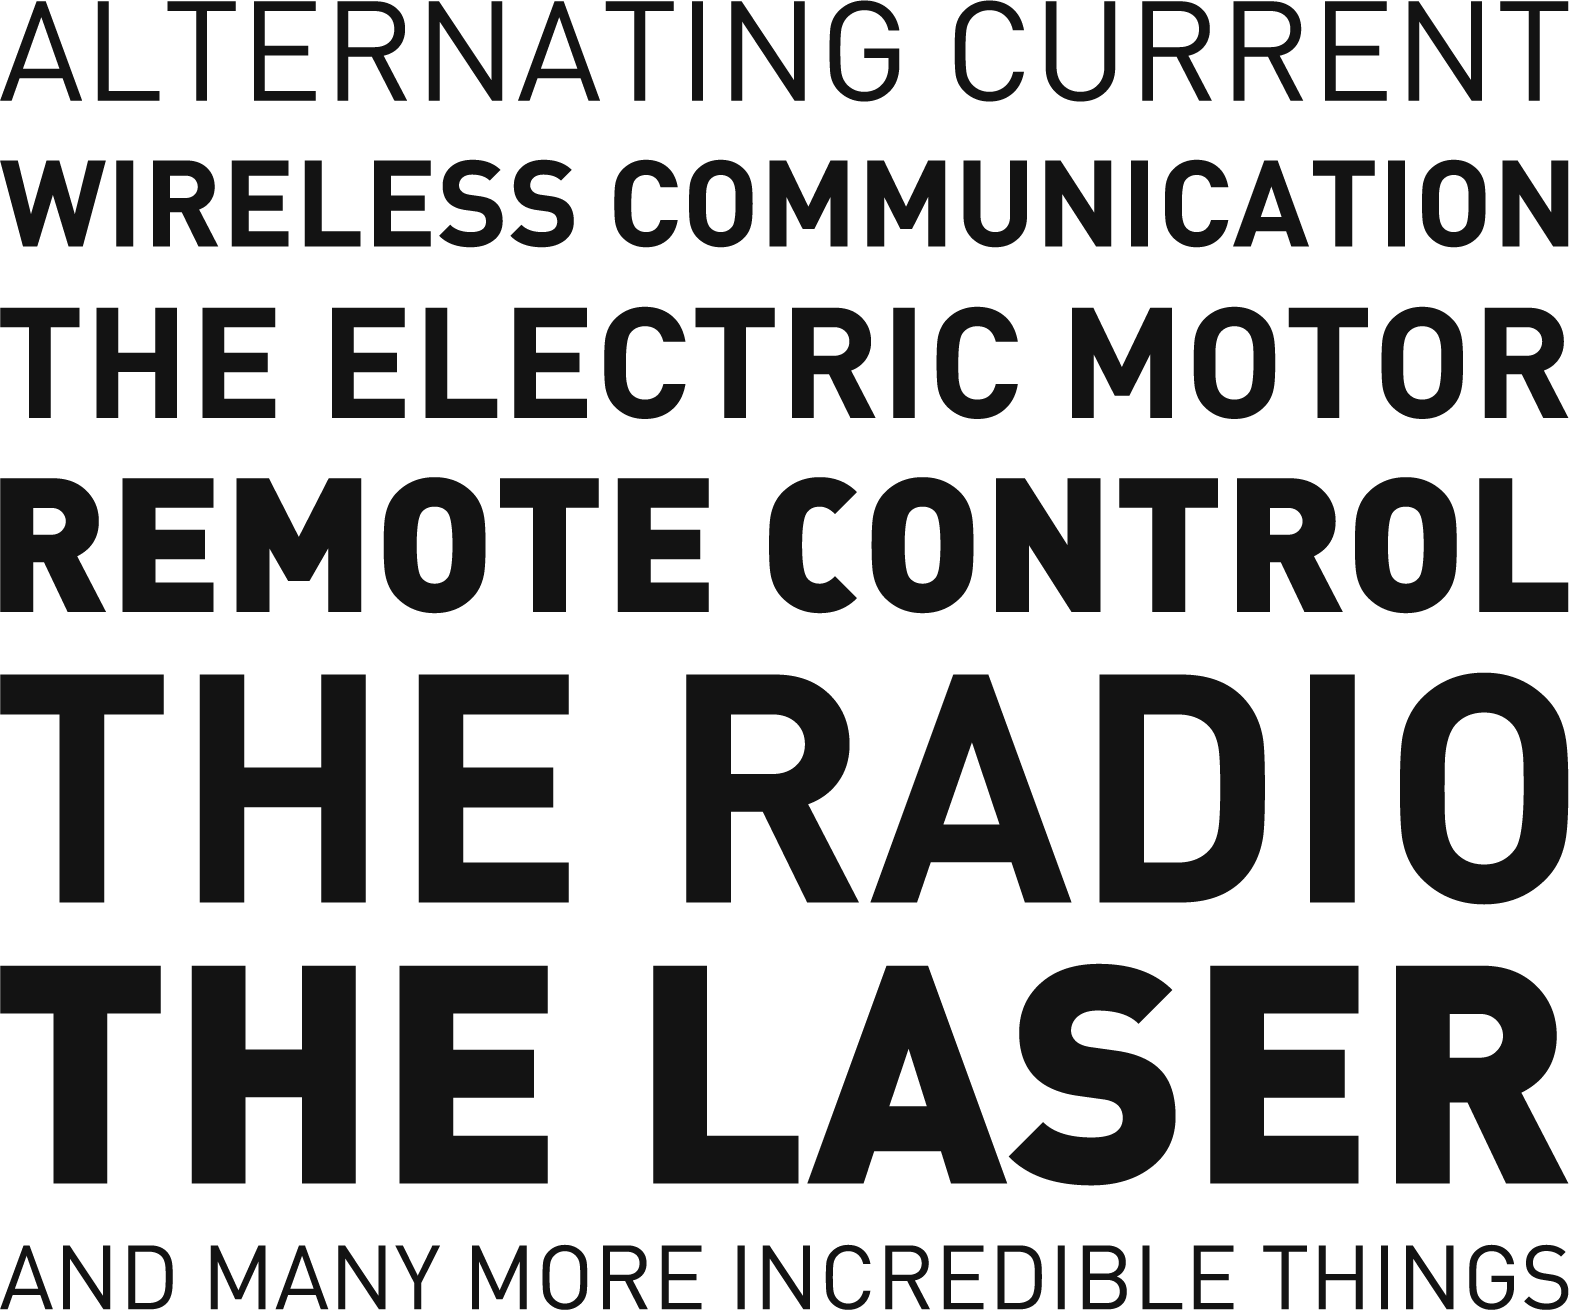 ALTERNATING CURRENT
WIRELESS COMMUNICATION
THE ELECTRIC MOTOR
REMOTE CONTROL
THE RADIO
THE LASER
AND MANY MORE INCREDIBLE THINGS